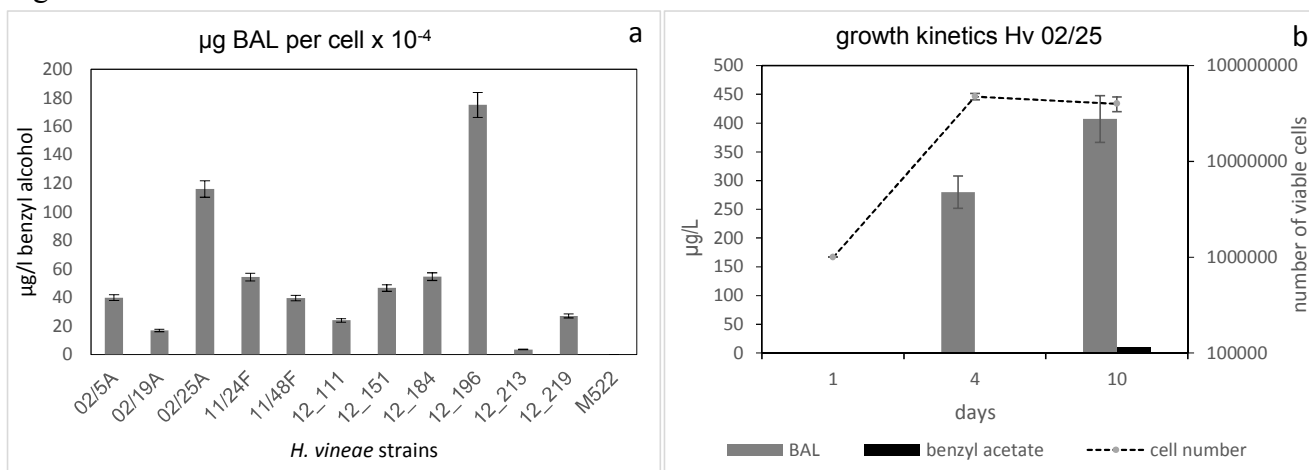 µg BAL per cell x 10-4
a
µg/l benzyl alcohol
200
180
160
140
120
100
80
60
40
20
0
02/5A
02/19A
02/25A
11/24F
11/48F
12_111
12_151
12_184
12_196
12_213
12_219
M522
H. vineae strains
growth kinetics Hv 02/25
b
µg/L
500
450
400
350
300
250
200
150
100
50
0
100000000
10000000
1000000
100000
number of viable cells
1 4 10
days
BAL benzyl acetate cell number